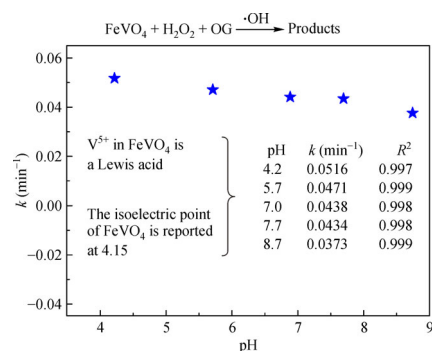 ·OH
FeVO₄ + H₂O₂ + OG ⟶ Products
0.06
0.04
0.02
0.00
−0.02
−0.04
k (min⁻¹)
V⁵⁺ in FeVO₄ is
a Lewis acid
The isoelectric point
of FeVO₄ is reported
at 4.15
pH k (min⁻¹) R²
4.2 0.0516 0.997
5.7 0.0471 0.999
7.0 0.0438 0.998
7.7 0.0434 0.998
8.7 0.0373 0.999
4 5 6 7 8 9
pH